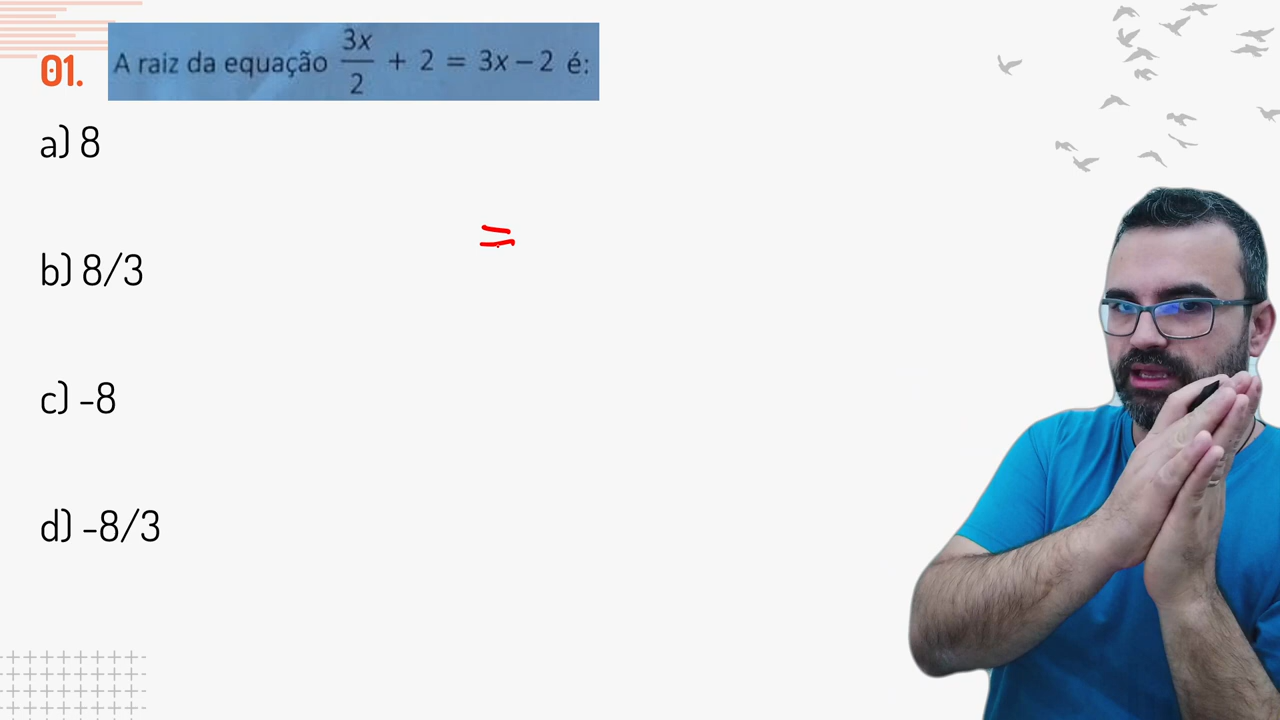 01. A raiz da equação 3x/2 + 2 = 3x – 2 é:
a) 8
=
b) 8/3
c) -8
d) -8/3